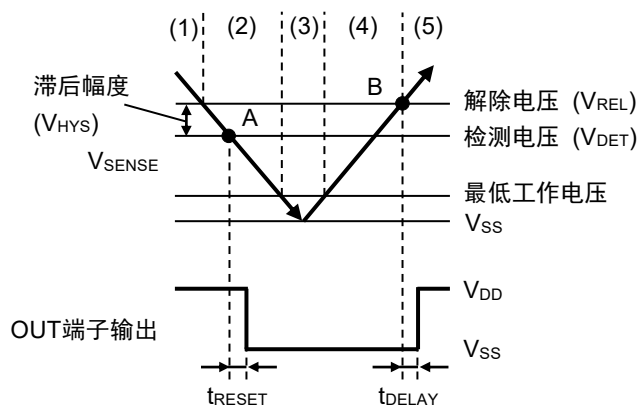 (1) (2) (3) (4) (5)
滞后幅度
(VHYS)
A
B
解除电压 (VREL)
检测电压 (VDET)
VSENSE
最低工作电压
VSS
VDD
OUT端子输出
VSS
tRESET
tDELAY